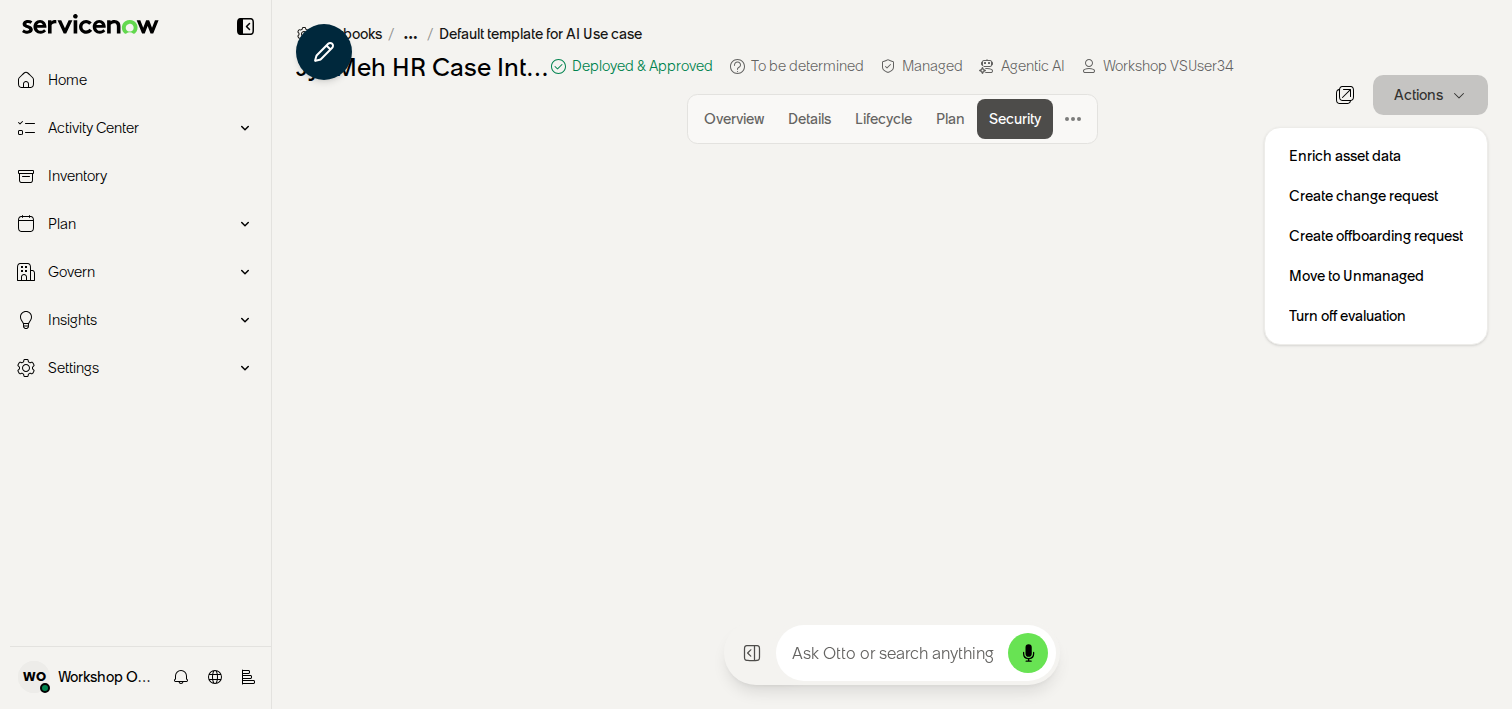 servicenow
Home
Activity Center
Inventory
Plan
Govern
Insights
Settings
WO
Workshop O...
books / ... / Default template for AI Use case
Meh HR Case Int...
Deployed & Approved
To be determined
Managed
Agentic AI
Workshop VSUser34
Actions
Overview
Details
Lifecycle
Plan
Security
Enrich asset data
Create change request
Create offboarding request
Move to Unmanaged
Turn off evaluation
Ask Otto or search anything